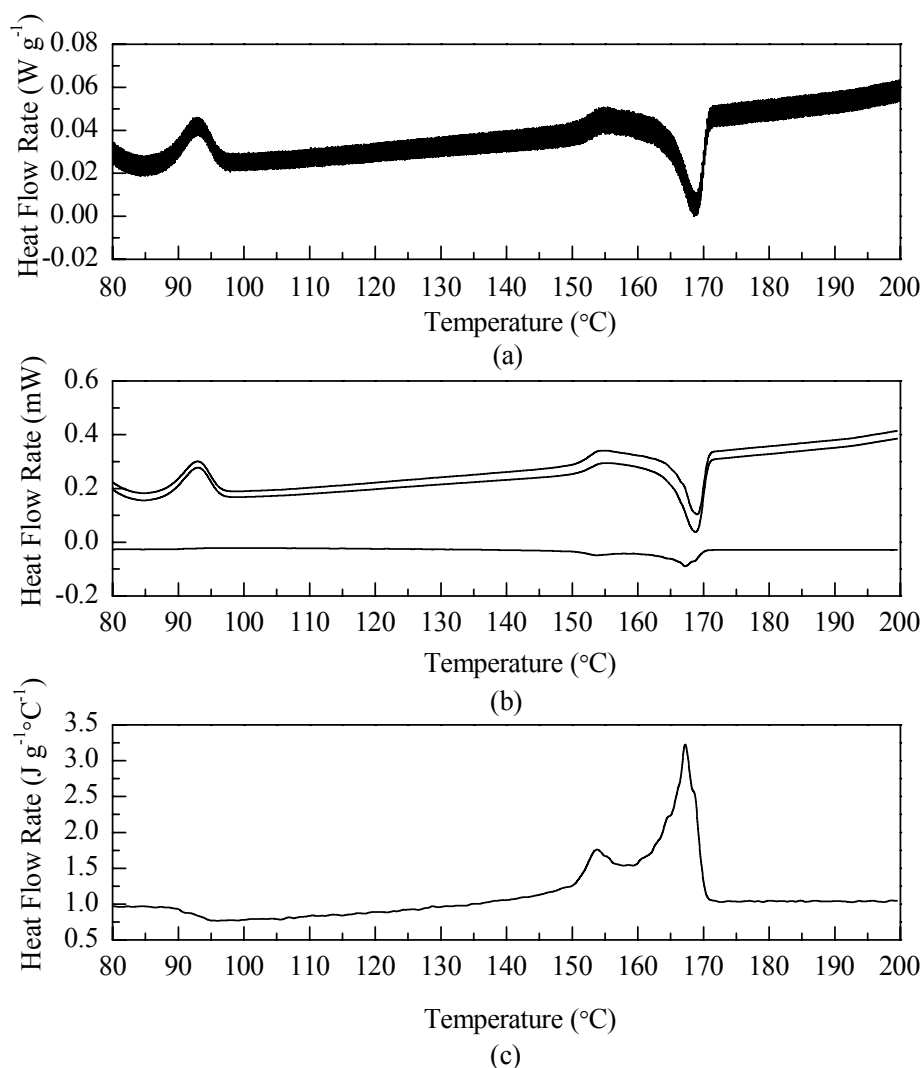 Heat Flow Rate (W g-1)
0.08
0.06
0.04
0.02
0.00
-0.02
80 90 100 110 120 130 140 150 160 170 180 190 200
Temperature (°C)
(a)
Heat Flow Rate (mW)
0.6
0.4
0.2
0.0
-0.2
80 90 100 110 120 130 140 150 160 170 180 190 200
Temperature (°C)
(b)
Heat Flow Rate (J g-1°C-1)
3.5
3.0
2.5
2.0
1.5
1.0
0.5
80 90 100 110 120 130 140 150 160 170 180 190 200
Temperature (°C)
(c)